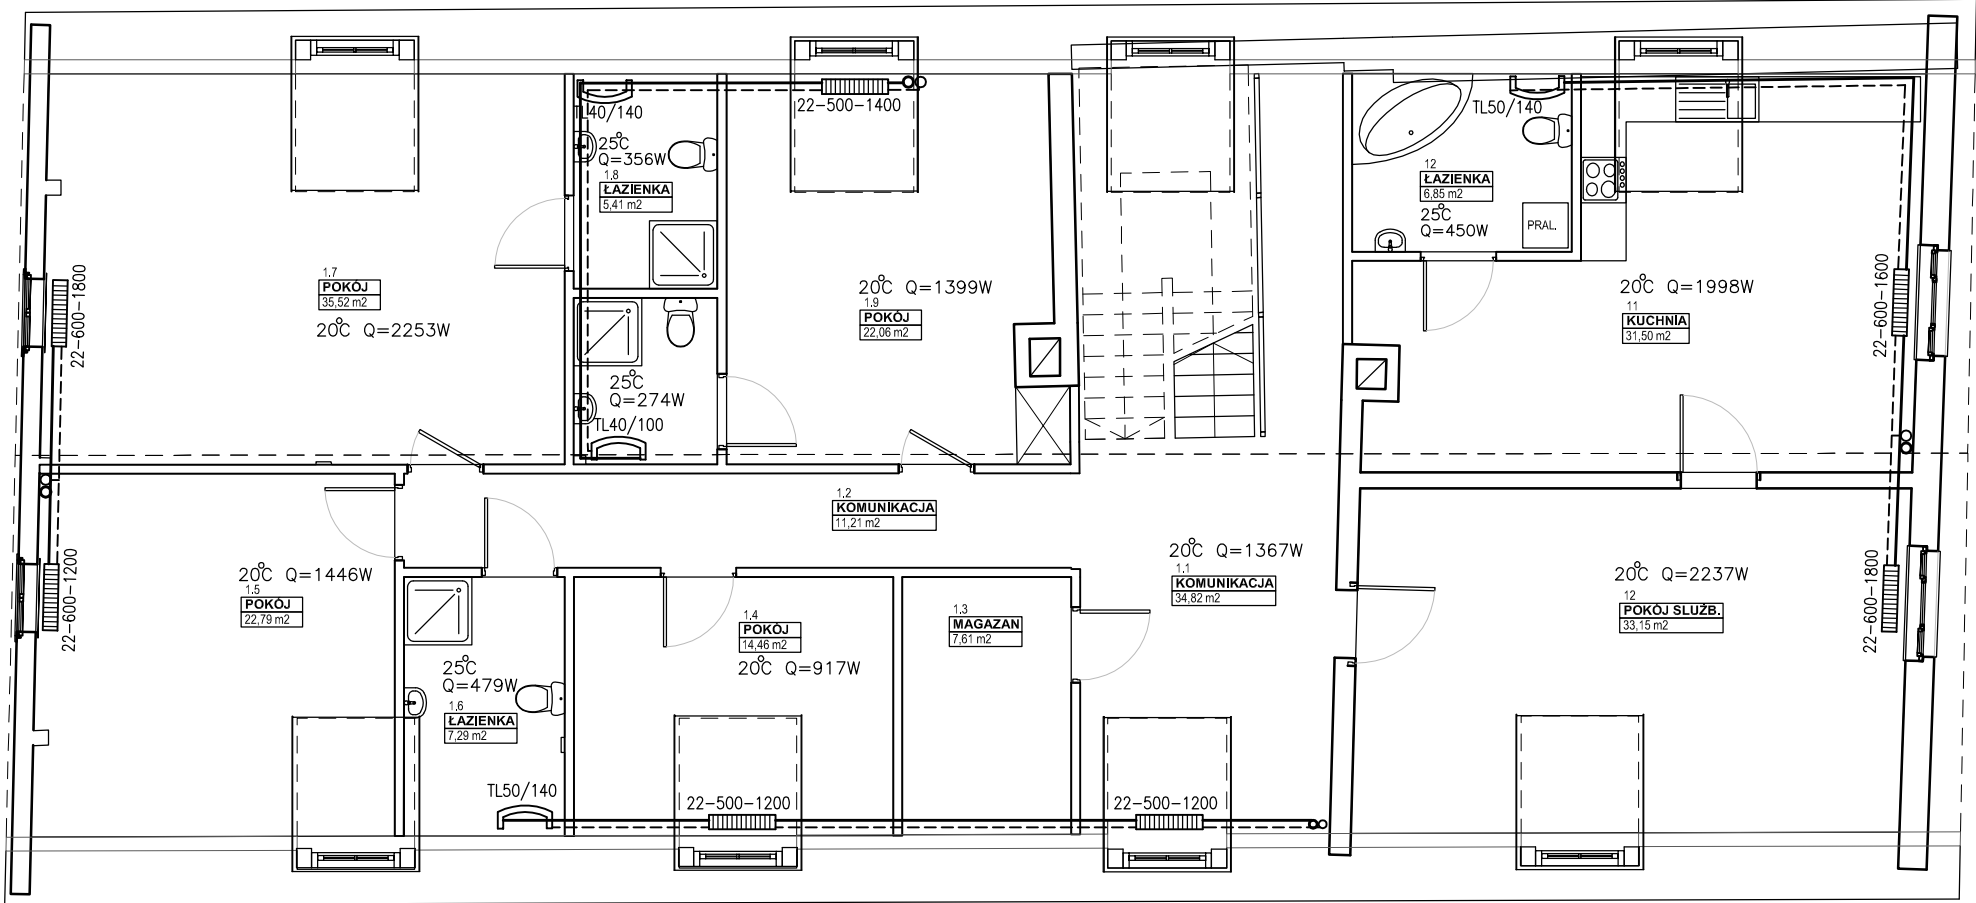 22-500-1400
TL40/140
25°C
Q=356W
1.8
ŁAZIENKA
5,41 m2
TL50/140
12
ŁAZIENKA
6,85 m2
25°C
Q=450W
PRAL.
22-600-1800
1.7
POKÓJ
35,52 m2
20°C Q=2253W
20°C Q=1399W
1.9
POKÓJ
22,06 m2
20°C Q=1998W
11
KUCHNIA
31,50 m2
22-600-1600
25°C
Q=274W
TL40/100
1.2
KOMUNIKACJA
11,21 m2
22-600-1200
20°C Q=1446W
1.5
POKÓJ
22,79 m2
20°C Q=1367W
1.1
KOMUNIKACJA
34,82 m2
20°C Q=2237W
12
POKÓJ SŁUŻB.
33,15 m2
22-600-1800
1.4
POKÓJ
14,46 m2
20°C Q=917W
1.3
MAGAZAN
7,61 m2
25°C
Q=479W
1.6
ŁAZIENKA
7,29 m2
TL50/140
22-500-1200
22-500-1200